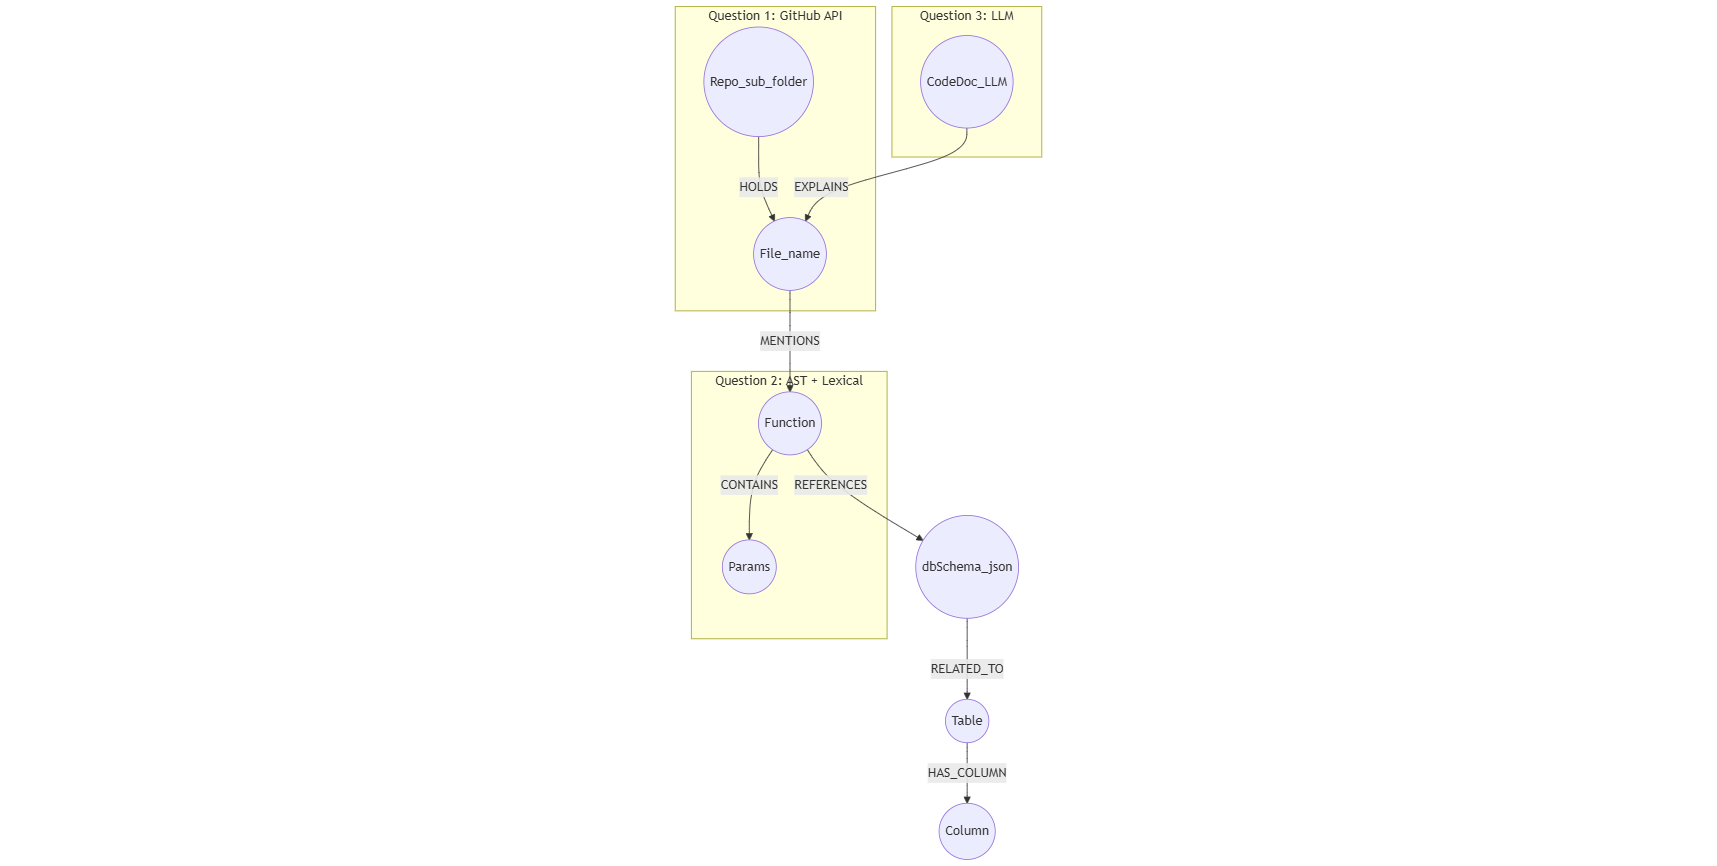 Question 1: GitHub API
Question 3: LLM
Repo_sub_folder
CodeDoc_LLM
HOLDS
EXPLAINS
File_name
MENTIONS
Question 2: AST + Lexical
Function
CONTAINS
REFERENCES
Params
dbSchema_json
RELATED_TO
Table
HAS_COLUMN
Column